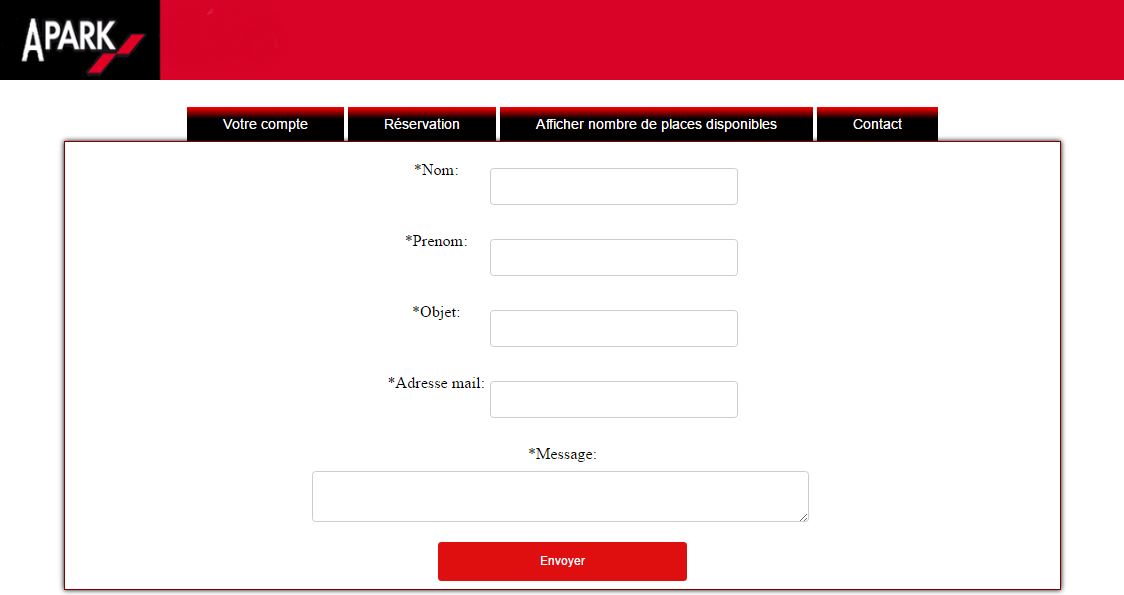 APARK
Votre compte Réservation Afficher nombre de places disponibles Contact
*Nom:
*Prenom:
*Objet:
*Adresse mail:
*Message:
Envoyer